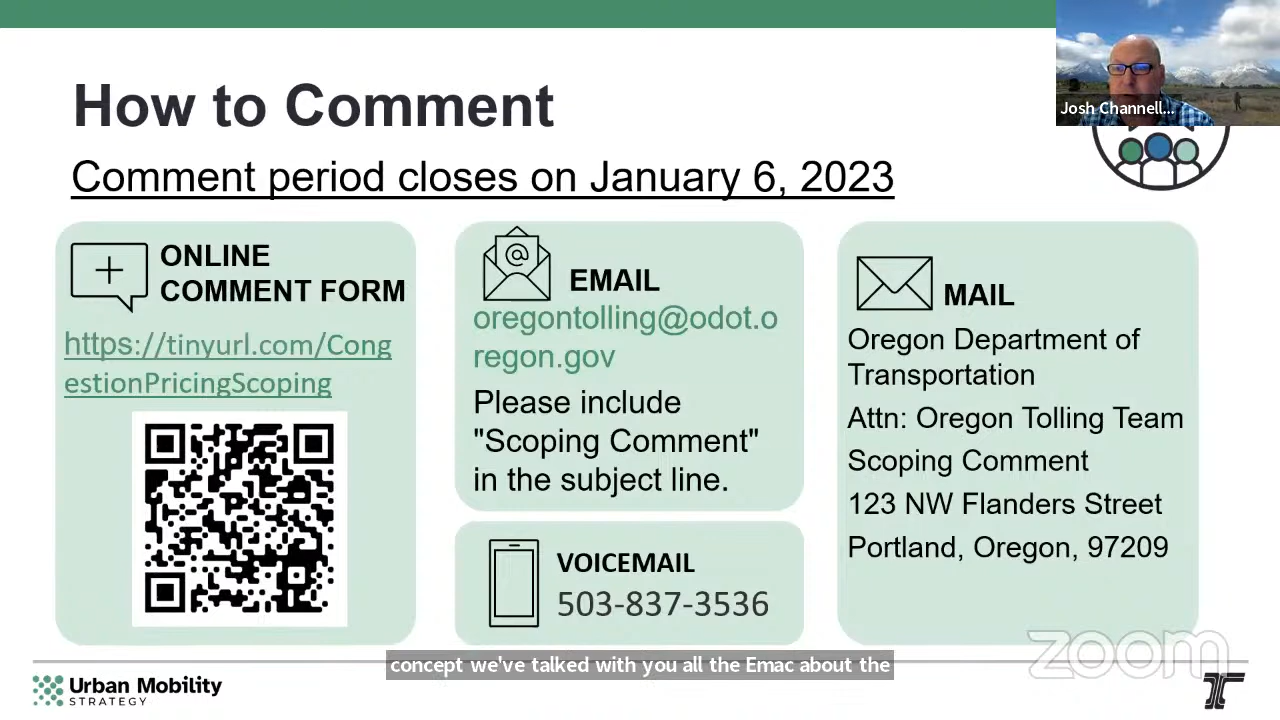 Josh Channell...
How to Comment
Comment period closes on January 6, 2023
ONLINE
COMMENT FORM
https://tinyurl.com/Cong
estionPricingScoping
@
EMAIL
oregontolling@odot.o
regon.gov
Please include
"Scoping Comment"
in the subject line.
VOICEMAIL
503-837-3536
MAIL
Oregon Department of
Transportation
Attn: Oregon Tolling Team
Scoping Comment
123 NW Flanders Street
Portland, Oregon, 97209
zoom
concept we've talked with you all the Emac about the
Urban Mobility
STRATEGY